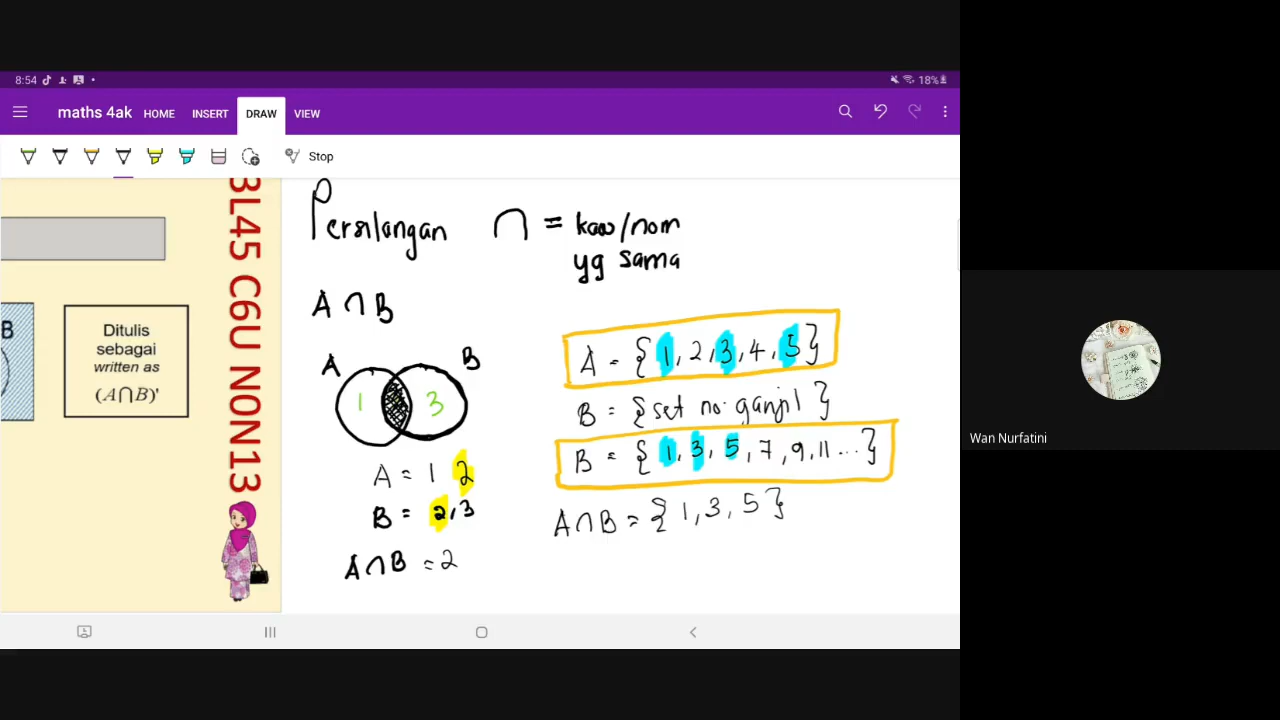 8:54
18%
maths 4ak HOME INSERT DRAW VIEW
Stop
3L45 C6U N0N13
B
Ditulis
sebagai
written as
(A∩B)'
Persilangan ∩ = kaw/nom
yg sama
A ∩ B
A B
1 3
A = 1 2
B = 2, 3
A ∩ B = 2
A = {1, 2, 3, 4, 5}
B = {set no. ganjil}
B = {1, 3, 5, 7, 9, 11 ...}
A ∩ B = {1, 3, 5}
Wan Nurfatini